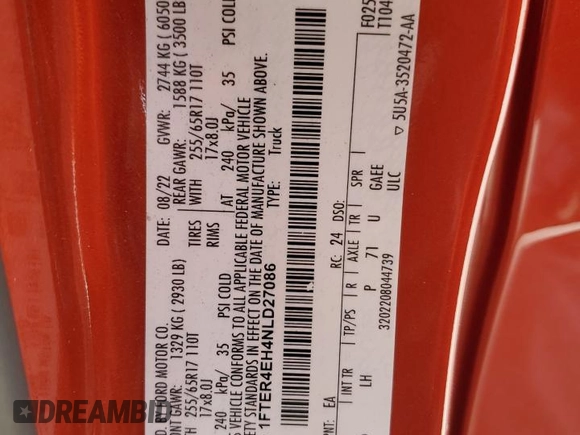 D. BY FORD MOTOR CO.
DATE: 08/22 GVWR: 2744 KG ( 6050
ONT GAWR: 1329 KG ( 2930 LB)
REAR GAWR: 1588 KG ( 3500 LB
255/65R17 110T TIRES WITH 255/65R17 110T
17x8.0J RIMS 17x8.0J
240 kPa/ 35 PSI COLD AT 240 kPa/ 35 PSI COLD
VEHICLE CONFORMS TO ALL APPLICABLE FEDERAL MOTOR VEHICLE
ETY STANDARDS IN EFFECT ON THE DATE OF MANUFACTURE SHOWN ABOVE.
1FTER4EH4NLD27086 TYPE: Truck
F025
T104
PNT: EA RC: 24 DSO:
INT TR TP/PS R AXLE TR SPR
LH P 71 U GAEE
ULC
3202208044739
5U5A-3520472-AA
DREAMBID